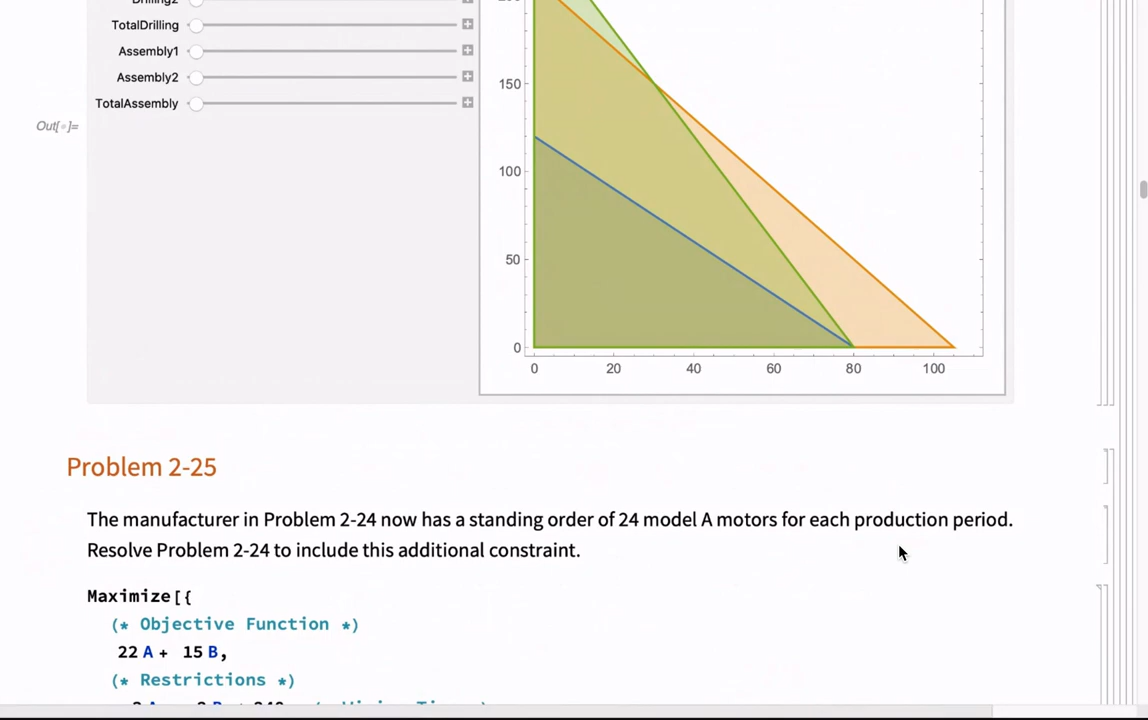 TotalDrilling
Assembly1
Assembly2
TotalAssembly
Out[ ]=
150
100
50
0
0 20 40 60 80 100
Problem 2-25
The manufacturer in Problem 2-24 now has a standing order of 24 model A motors for each production period.
Resolve Problem 2-24 to include this additional constraint.
Maximize[{
(* Objective Function *)
22 A + 15 B,
(* Restrictions *)